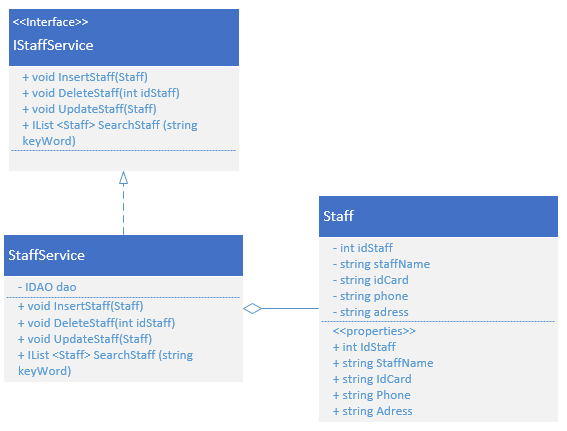 <<Interface>>
IStaffService
+ void InsertStaff(Staff)
+ void DeleteStaff(int idStaff)
+ void UpdateStaff(Staff)
+ IList <Staff> SearchStaff (string
keyWord)
StaffService
- IDAO dao
+ void InsertStaff(Staff)
+ void DeleteStaff(int idStaff)
+ void UpdateStaff(Staff)
+ IList <Staff> SearchStaff (string
keyWord)
Staff
- int idStaff
- string staffName
- string idCard
- string phone
- string adress
<<properties>>
+ int IdStaff
+ string StaffName
+ string IdCard
+ string Phone
+ string Adress